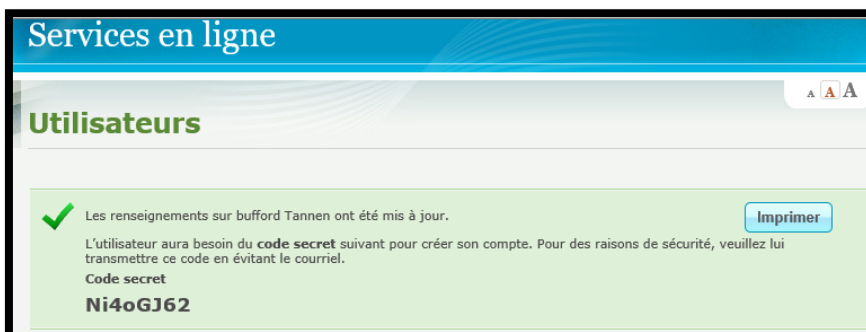 Services en ligne
A A A
Utilisateurs
Les renseignements sur bufford Tannen ont été mis à jour.
Imprimer
L'utilisateur aura besoin du code secret suivant pour créer son compte. Pour des raisons de sécurité, veuillez lui
transmettre ce code en évitant le courriel.
Code secret
Ni4oGJ62